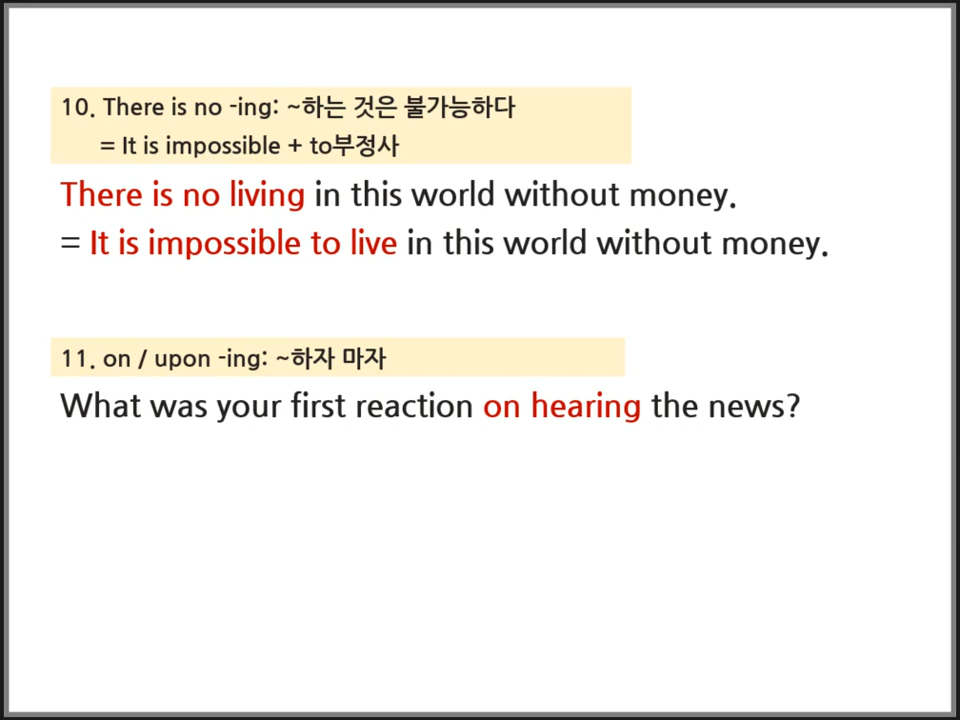 10. There is no -ing: ~하는 것은 불가능하다
= It is impossible + to부정사
There is no living in this world without money.
= It is impossible to live in this world without money.
11. on / upon -ing: ~하자 마자
What was your first reaction on hearing the news?